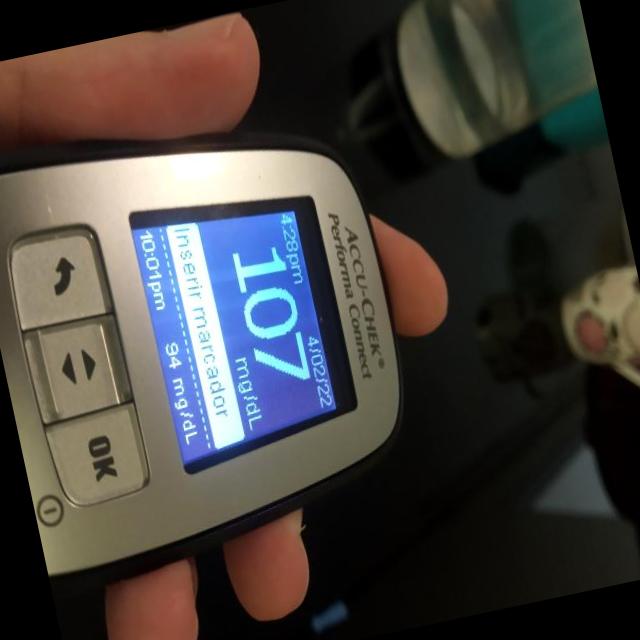 ACCU-CHEK®
Performa Connect
4:28pm 4/02/22
107
mg/dL
Inserir marcador
10:01pm 94 mg/dL
OK